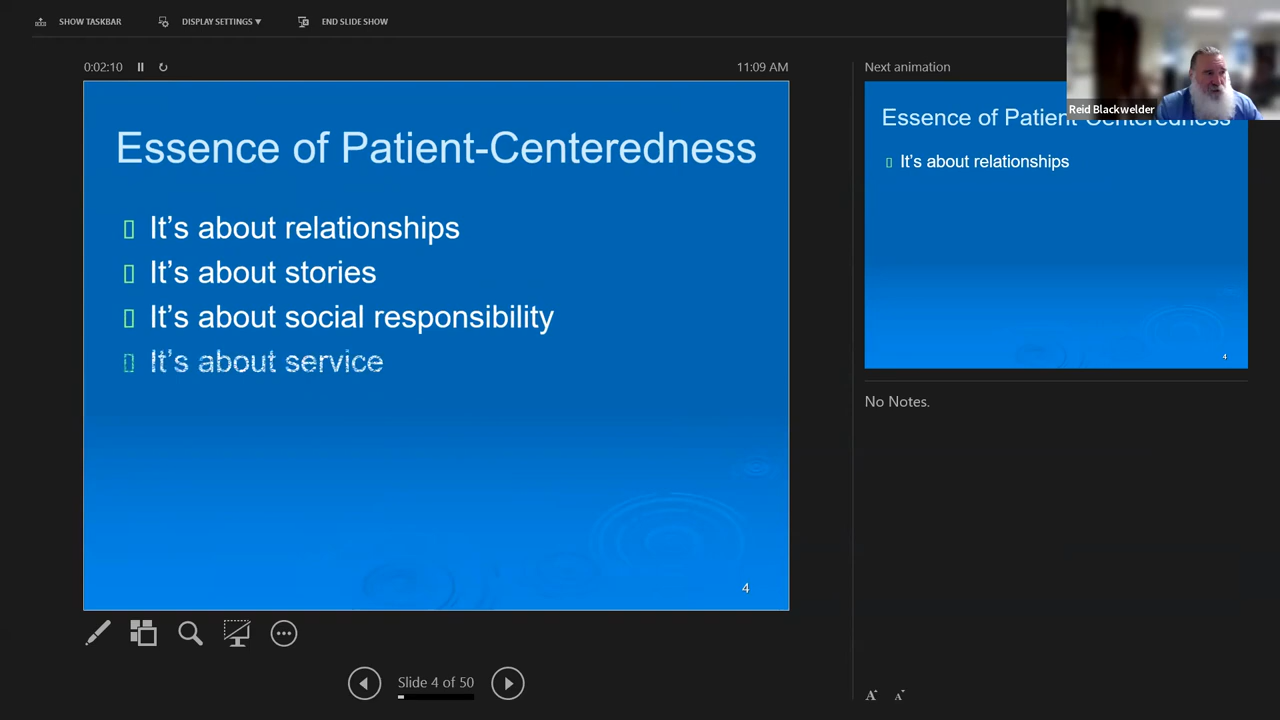 SHOW TASKBAR
DISPLAY SETTINGS ▼
END SLIDE SHOW
0:02:10
11:09 AM
Next animation
Reid Blackwelder
Essence of Patient-Centeredness
It's about relationships
It's about stories
It's about social responsibility
It's about service
4
Essence of Patient-Centeredness
It's about relationships
4
No Notes.
Slide 4 of 50
A
A